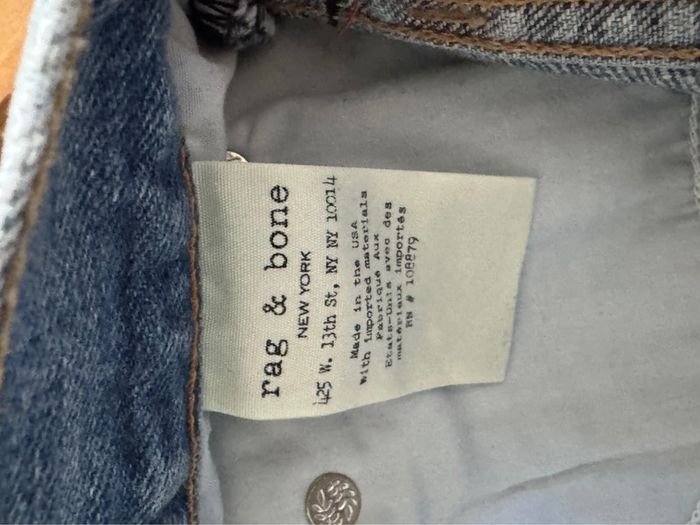 rag & bone
NEW YORK
425 W. 13th St, NY NY 10014
Made in the USA
with imported materials
Fabriqué Aux
Etats-Unis avec des
matériaux importés
RN # 108879